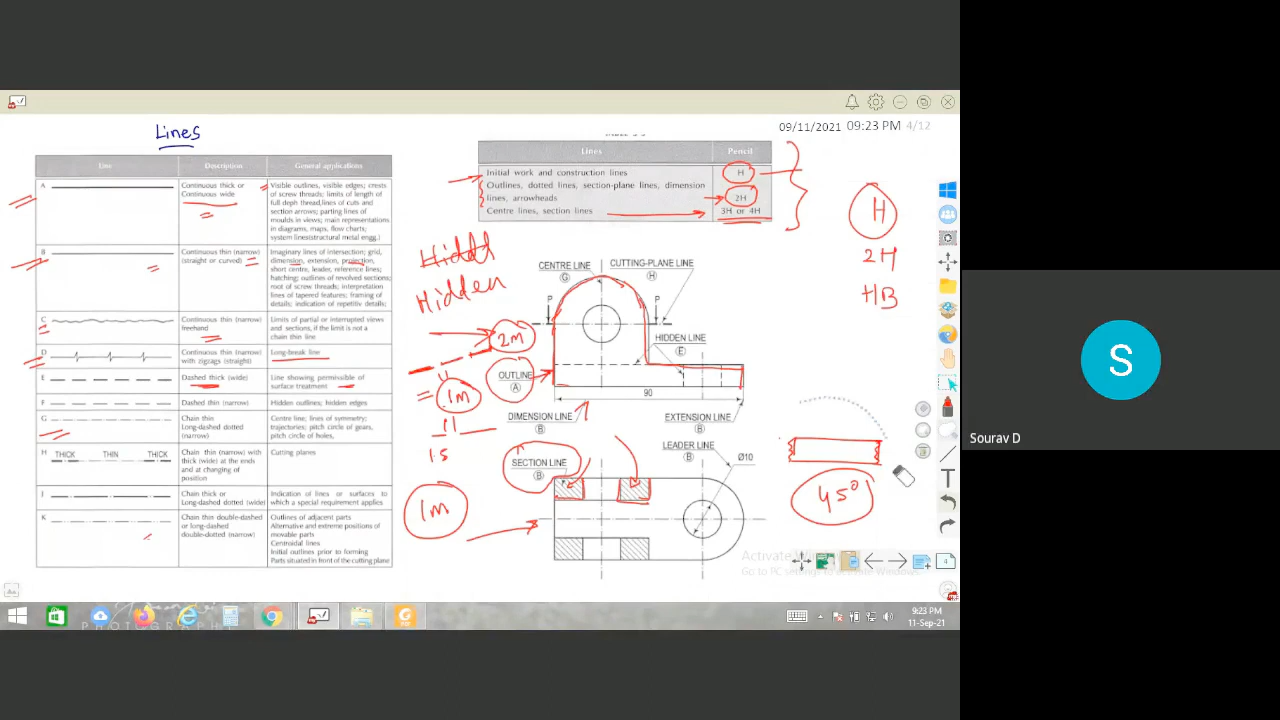 09/11/2021 09:23 PM 4/12
Lines
Line Description General applications
A Continuous thick or
Continuous wide
Visible outlines, visible edges; crests
of screw threads; limits of length of
full deph thread,lines of cuts and
section arrows; parting lines of
moulds in views; main representations
in diagrams, maps, flow charts;
system lines(structural metal engg.)
B Continuous thin (narrow)
(straight or curved)
Imaginary lines of intersection; grid,
dimension, extension, projection,
short centre, leader, reference lines;
hatching; outlines of revolved sections;
root of screw threads; interpretation
lines of tapered features; framing of
details; indication of repetitiv details;
C Continuous thin (narrow)
freehand
Limits of partial or interrupted views
and sections, if the limit is not a
chain thin line
D Continuous thin (narrow)
with zigzags (straight)
Long-break line
E Dashed thick (wide)
Line showing permissible of
surface treatment
F Dashed thin (narrow)
Hidden outlines; hidden edges
G Chain thin
Long-dashed dotted
(narrow)
Centre line; lines of symmetry;
trajectories; pitch circle of gears,
pitch circle of holes,
H THICK THIN THICK
Chain thin (narrow) with
thick (wide) at the ends
and at changing of
position
Cutting planes
Chain thick or
Long-dashed dotted (wide)
Indication of lines or surfaces to
which a special requirement applies
K Chain thin double-dashed
or long-dashed
double-dotted (narrow)
Outlines of adjacent parts
Alternative and extreme positions of
movable parts
Centroidal lines
Initial outlines prior to forming
Parts situated in front of the cutting plane
Lines Pencil
Initial work and construction lines H
Outlines, dotted lines, section-plane lines, dimension
lines, arrowheads 2H
Centre lines, section lines 3H or 4H
H
2H
HB
Hidden
2m
1m
1s
1m
CENTRE LINE
G
CUTTING-PLANE LINE
H
P P
HIDDEN LINE
E
OUTLINE
A
90
DIMENSION LINE
B
EXTENSION LINE
B
LEADER LINE
B
SECTION LINE
B
Ø10
45°
Activate Windows
Go to PC settings to activate Windows.
PHOTOGRAPHY
9:23 PM
11-Sep-21
S
Sourav D